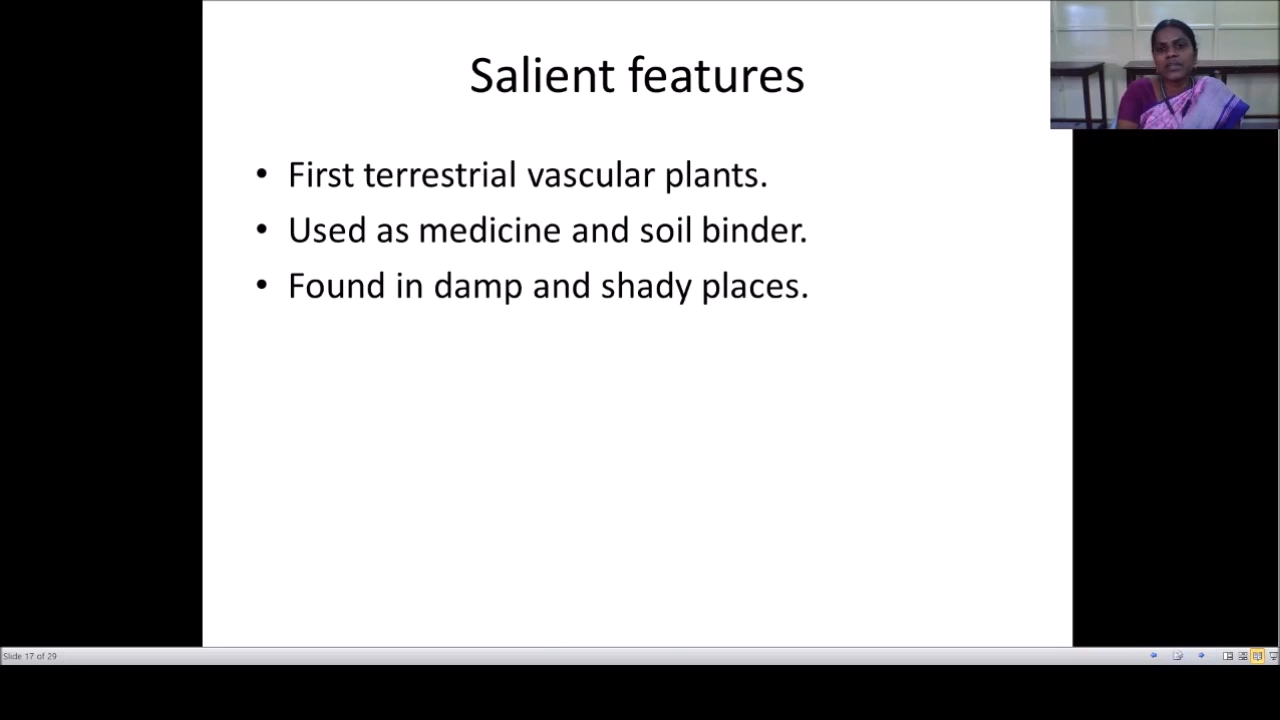 Salient features
• First terrestrial vascular plants.
• Used as medicine and soil binder.
• Found in damp and shady places.
Slide 17 of 29